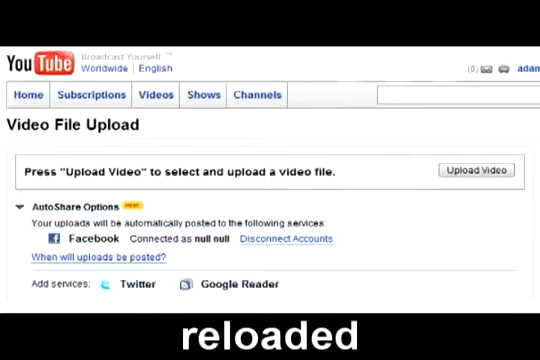 YouTube Broadcast Yourself ™
Worldwide | English
(0) adam
Home Subscriptions Videos Shows Channels
Video File Upload
Press "Upload Video" to select and upload a video file. Upload Video
AutoShare Options NEW!
Your uploads will be automatically posted to the following services:
Facebook Connected as null null Disconnect Accounts
When will uploads be posted?
Add services: Twitter Google Reader
reloaded